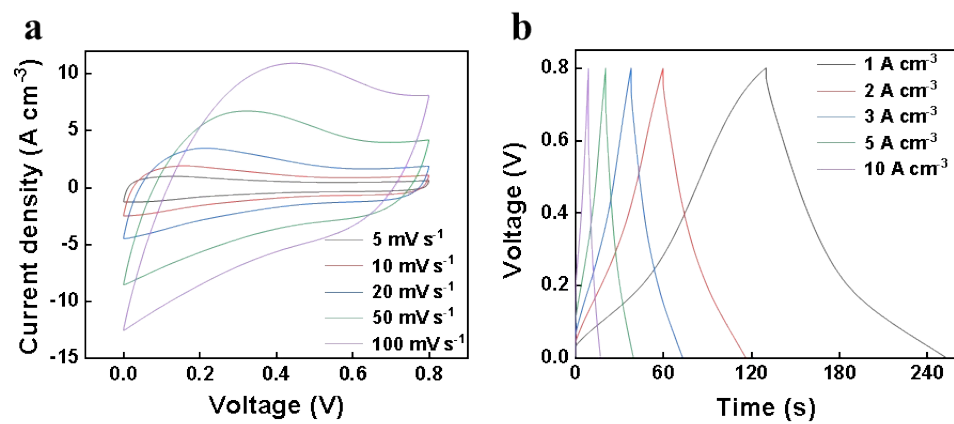 a
Current density (A cm⁻³)
10
5
0
-5
-10
-15
0.0 0.2 0.4 0.6 0.8
Voltage (V)
5 mV s⁻¹
10 mV s⁻¹
20 mV s⁻¹
50 mV s⁻¹
100 mV s⁻¹
b
Voltage (V)
0.8
0.6
0.4
0.2
0.0
0 60 120 180 240
Time (s)
1 A cm⁻³
2 A cm⁻³
3 A cm⁻³
5 A cm⁻³
10 A cm⁻³